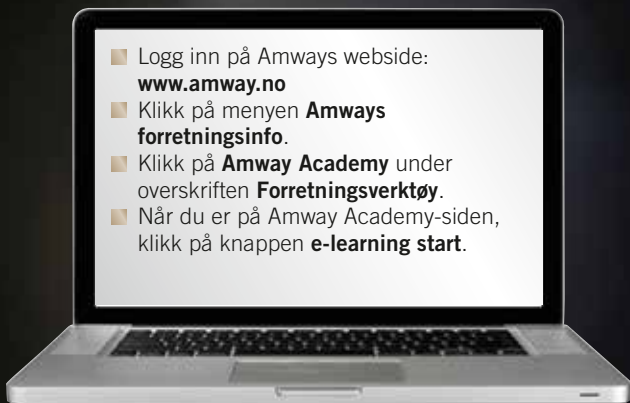 Logg inn på Amways webside:
www.amway.no
Klikk på menyen Amways
forretningsinfo.
Klikk på Amway Academy under
overskriften Forretningsverktøy.
Når du er på Amway Academy-siden,
klikk på knappen e-learning start.